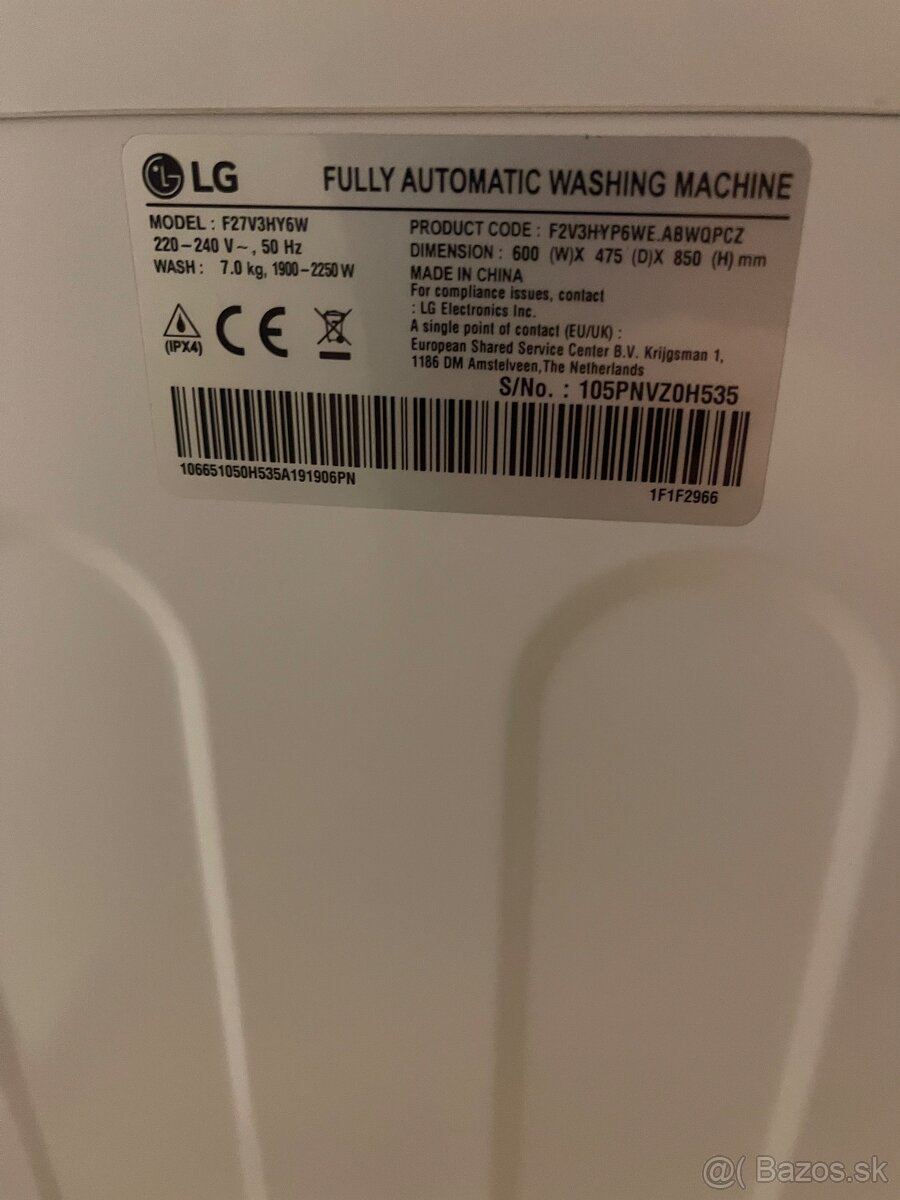 LG
FULLY AUTOMATIC WASHING MACHINE
MODEL : F27V3HY6W
220-240 V~, 50 Hz
WASH : 7.0 kg, 1900-2250 W
(IPX4)
CE
PRODUCT CODE : F2V3HYP6WE.ABWQPCZ
DIMENSION : 600 (W)X 475 (D)X 850 (H) mm
MADE IN CHINA
For compliance issues, contact
: LG Electronics Inc.
A single point of contact (EU/UK) :
European Shared Service Center B.V. Krijgsman 1,
1186 DM Amstelveen,The Netherlands
S/No. : 105PNVZ0H535
106651050H535A191906PN
1F1F2966
@( Bazos.sk